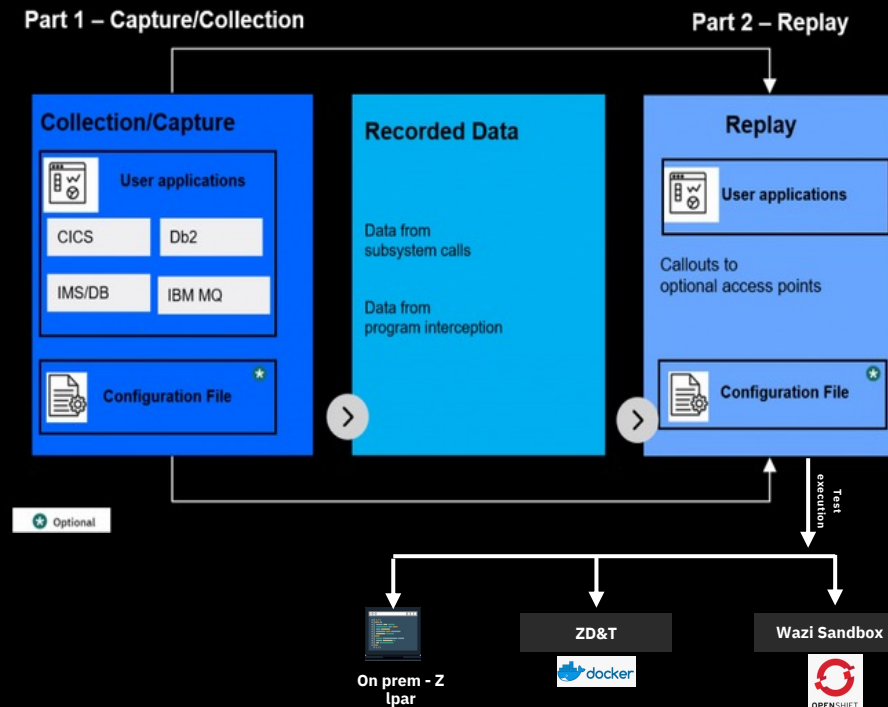 Part 1 – Capture/Collection
Part 2 – Replay
Collection/Capture
User applications
CICS
Db2
IMS/DB
IBM MQ
Configuration File
Recorded Data
Data from
subsystem calls
Data from
program interception
Replay
User applications
Callouts to
optional access points
Configuration File
Optional
Test
execution
On prem - Z
lpar
ZD&T
docker
Wazi Sandbox
OPENSHIFT